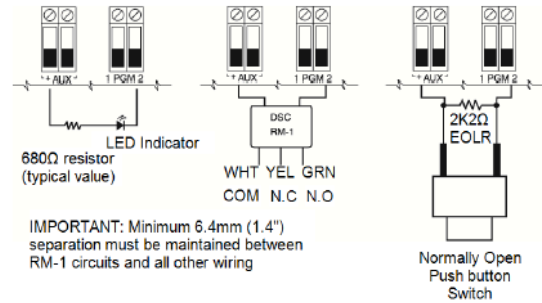 - + AUX -
1 PGM 2
- + AUX -
1 PGM 2
- + AUX -
1 PGM 2
LED Indicator
680Ω resistor
(typical value)
DSC
RM-1
WHT YEL GRN
COM N.C N.O
2K2Ω
EOLR
IMPORTANT: Minimum 6.4mm (1.4")
separation must be maintained between
RM-1 circuits and all other wiring
Normally Open
Push button
Switch